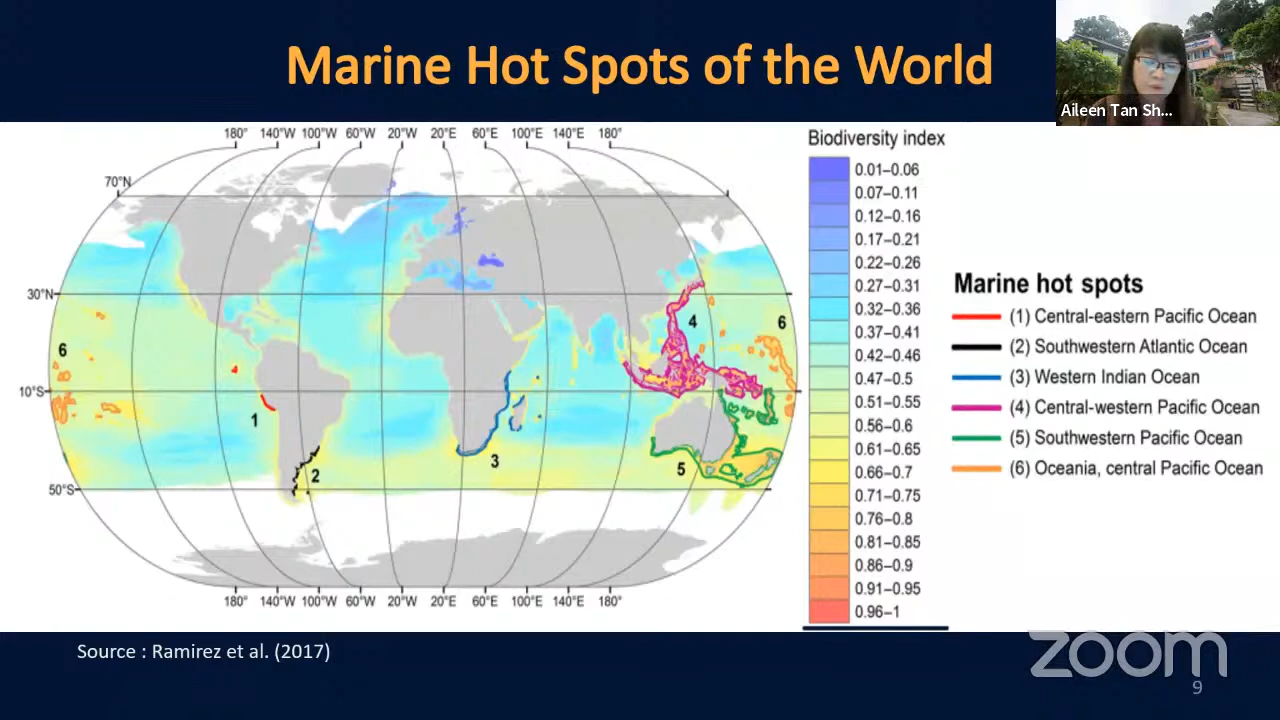 Marine Hot Spots of the World
Aileen Tan Sh...
180° 140°W 100°W 60°W 20°W 20°E 60°E 100°E 140°E 180°
70°N
30°N
10°S
50°S
6
1
2
3
4
5
6
180° 140°W 100°W 60°W 20°W 20°E 60°E 100°E 140°E 180°
Biodiversity index
0.01–0.06
0.07–0.11
0.12–0.16
0.17–0.21
0.22–0.26
0.27–0.31
0.32–0.36
0.37–0.41
0.42–0.46
0.47–0.5
0.51–0.55
0.56–0.6
0.61–0.65
0.66–0.7
0.71–0.75
0.76–0.8
0.81–0.85
0.86–0.9
0.91–0.95
0.96–1
Marine hot spots
(1) Central-eastern Pacific Ocean
(2) Southwestern Atlantic Ocean
(3) Western Indian Ocean
(4) Central-western Pacific Ocean
(5) Southwestern Pacific Ocean
(6) Oceania, central Pacific Ocean
Source : Ramirez et al. (2017)
zoom
9